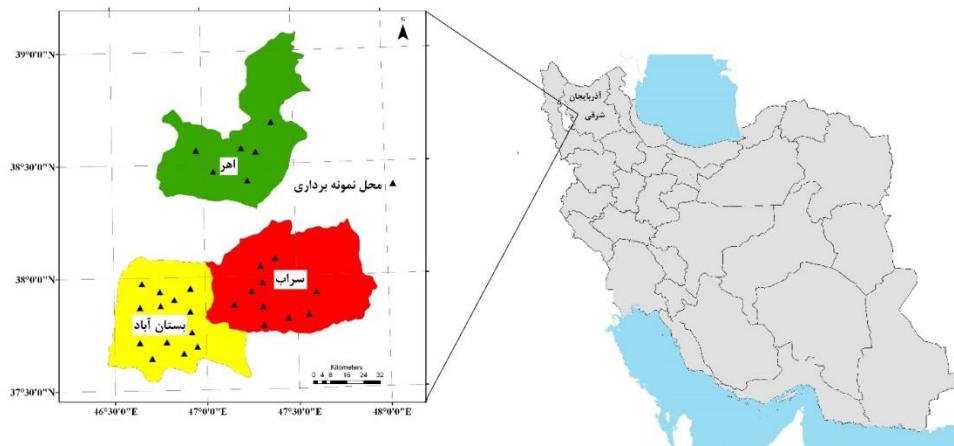 N
39°0'0"N
38°30'0"N
38°0'0"N
37°30'0"N
اهر
محل نمونه برداری
سراب
بستان آباد
Kilometers
0 4 8 16 24 32
46°30'0"E
47°0'0"E
47°30'0"E
48°0'0"E
آذربایجان
شرقی